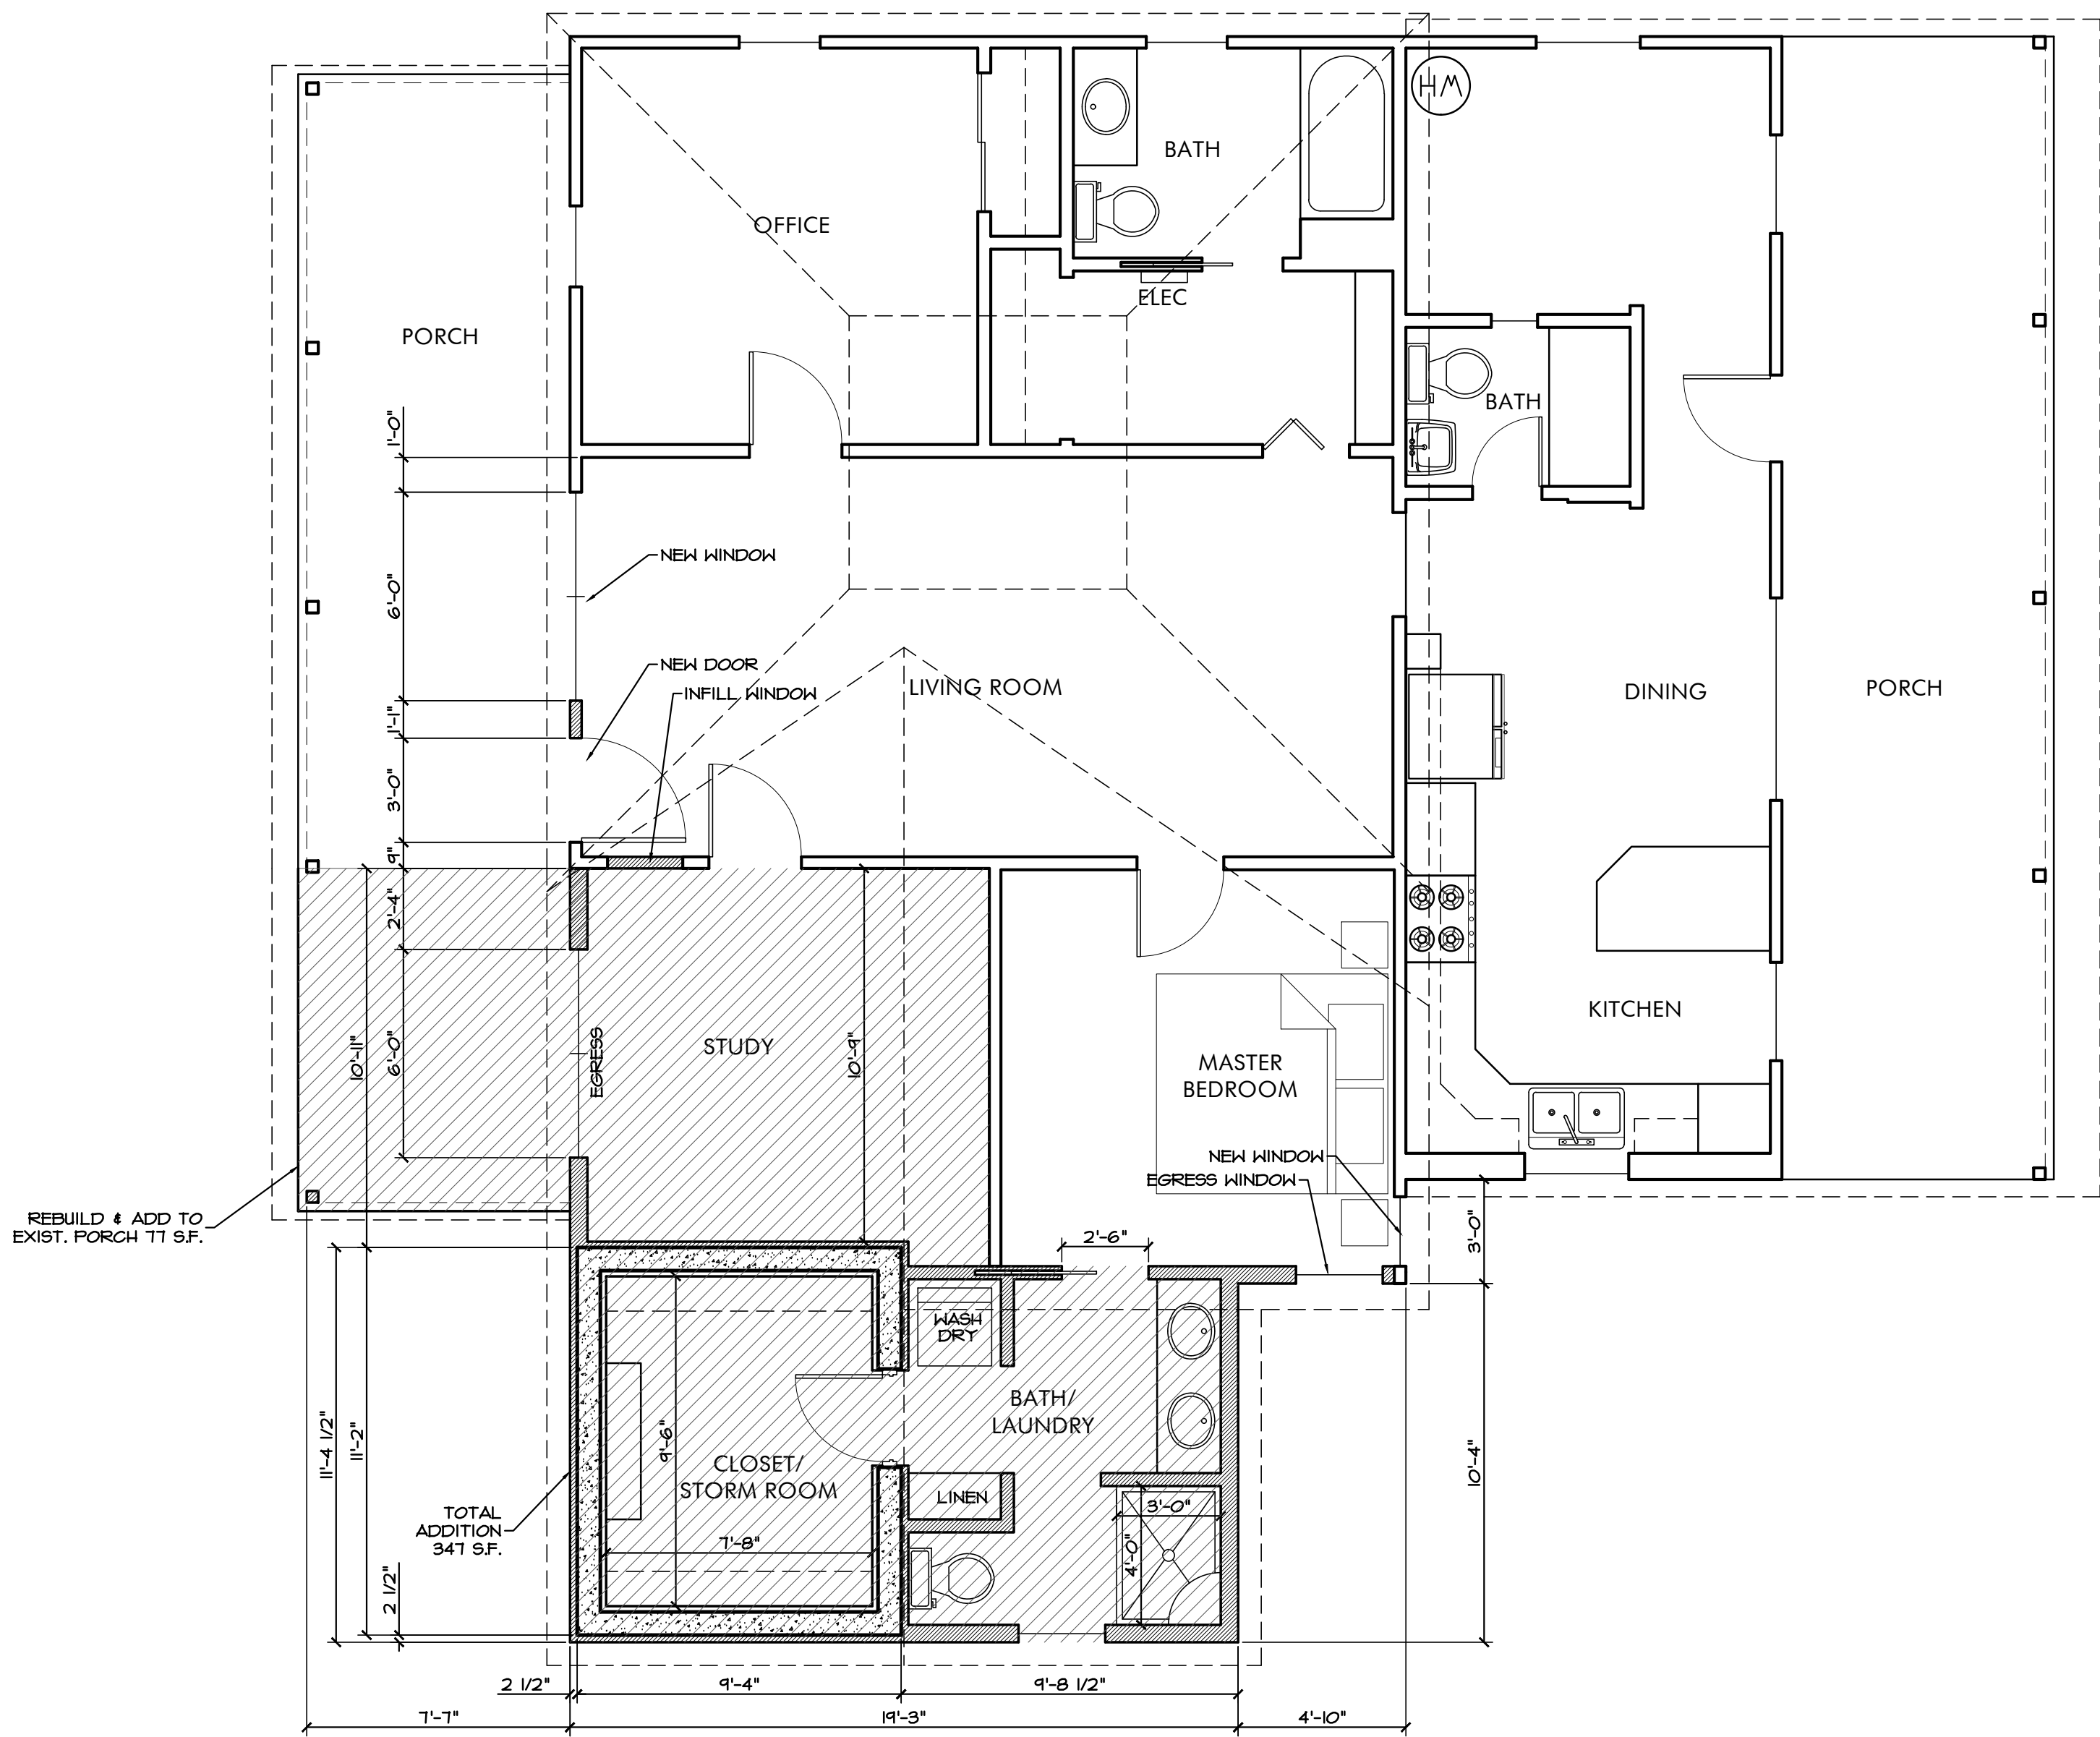 WH
BATH
OFFICE
ELEC
PORCH
BATH
1'-0"
NEW WINDOW
6'-0"
NEW DOOR
INFILL WINDOW
LIVING ROOM
DINING
PORCH
1'-1"
3'-0"
9"
2'-4"
10'-11"
6'-0"
EGRESS
STUDY
10'-9"
MASTER
BEDROOM
KITCHEN
NEW WINDOW
EGRESS WINDOW
REBUILD & ADD TO
EXIST. PORCH 77 S.F.
2'-6"
3'-0"
WASH
DRY
BATH/
LAUNDRY
11'-4 1/2"
11'-2"
9'-6"
CLOSET/
STORM ROOM
10'-4"
LINEN
3'-0"
TOTAL
ADDITION
347 S.F.
7'-8"
4'-0"
2 1/2"
2 1/2"
9'-4"
9'-8 1/2"
7'-7"
19'-3"
4'-10"